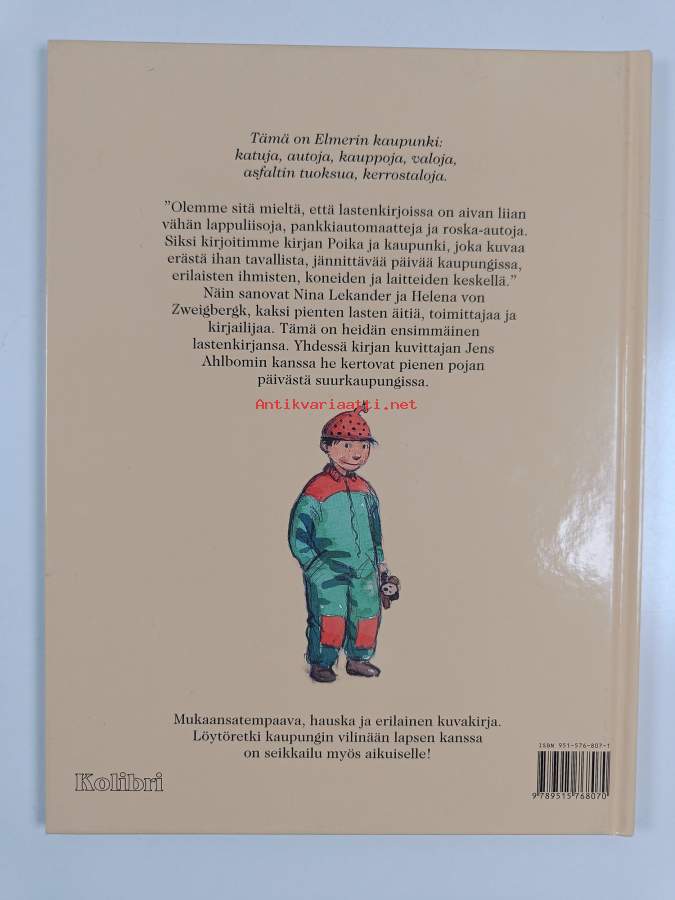 Tämä on Elmerin kaupunki:
katuja, autoja, kauppoja, valoja,
asfaltin tuoksua, kerrostaloja.
”Olemme sitä mieltä, että lastenkirjoissa on aivan liian
vähän lappuliisoja, pankkiautomaatteja ja roska-autoja.
Siksi kirjoitimme kirjan Poika ja kaupunki, joka kuvaa
erästä ihan tavallista, jännittävää päivää kaupungissa,
erilaisten ihmisten, koneiden ja laitteiden keskellä.”
Näin sanovat Nina Lekander ja Helena von
Zweigbergk, kaksi pienten lasten äitiä, toimittajaa ja
kirjailijaa. Tämä on heidän ensimmäinen
lastenkirjansa. Yhdessä kirjan kuvittajan Jens
Ahlbomin kanssa he kertovat pienen pojan
päivästä suurkaupungissa.
Antikvariaatti.net
Mukaansatempaava, hauska ja erilainen kuvakirja.
Löytöretki kaupungin vilinään lapsen kanssa
on seikkailu myös aikuiselle!
Kolibri
ISBN 951-576-807-1
9 789515 768070